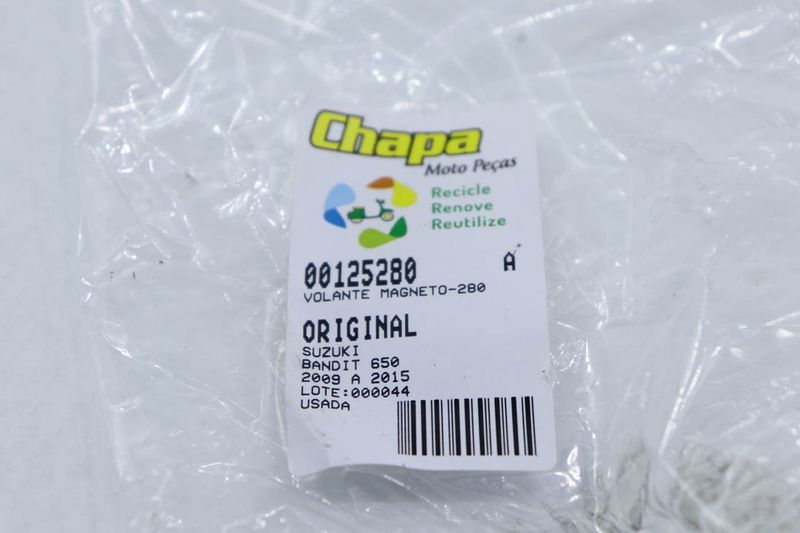 Chapa
Moto Peças
Recicle
Renove
Reutilize
00125280 A
VOLANTE MAGNETO-280
ORIGINAL
SUZUKI
BANDIT 650
2009 A 2015
LOTE:000044
USADA